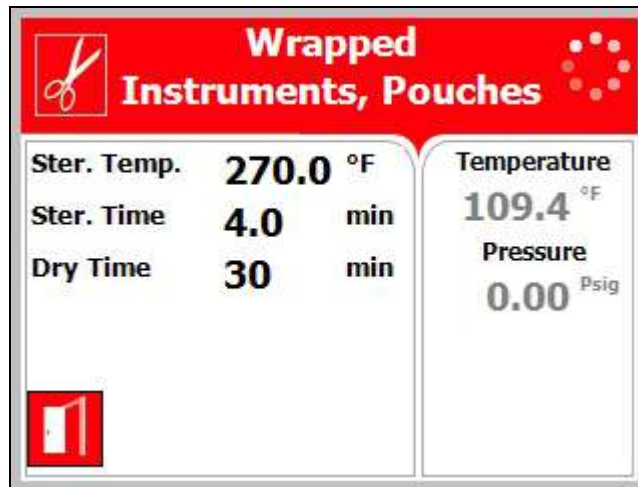 Wrapped
Instruments, Pouches
Ster. Temp. 270.0 °F
Ster. Time 4.0 min
Dry Time 30 min
Temperature
109.4 °F
Pressure
0.00 Psig